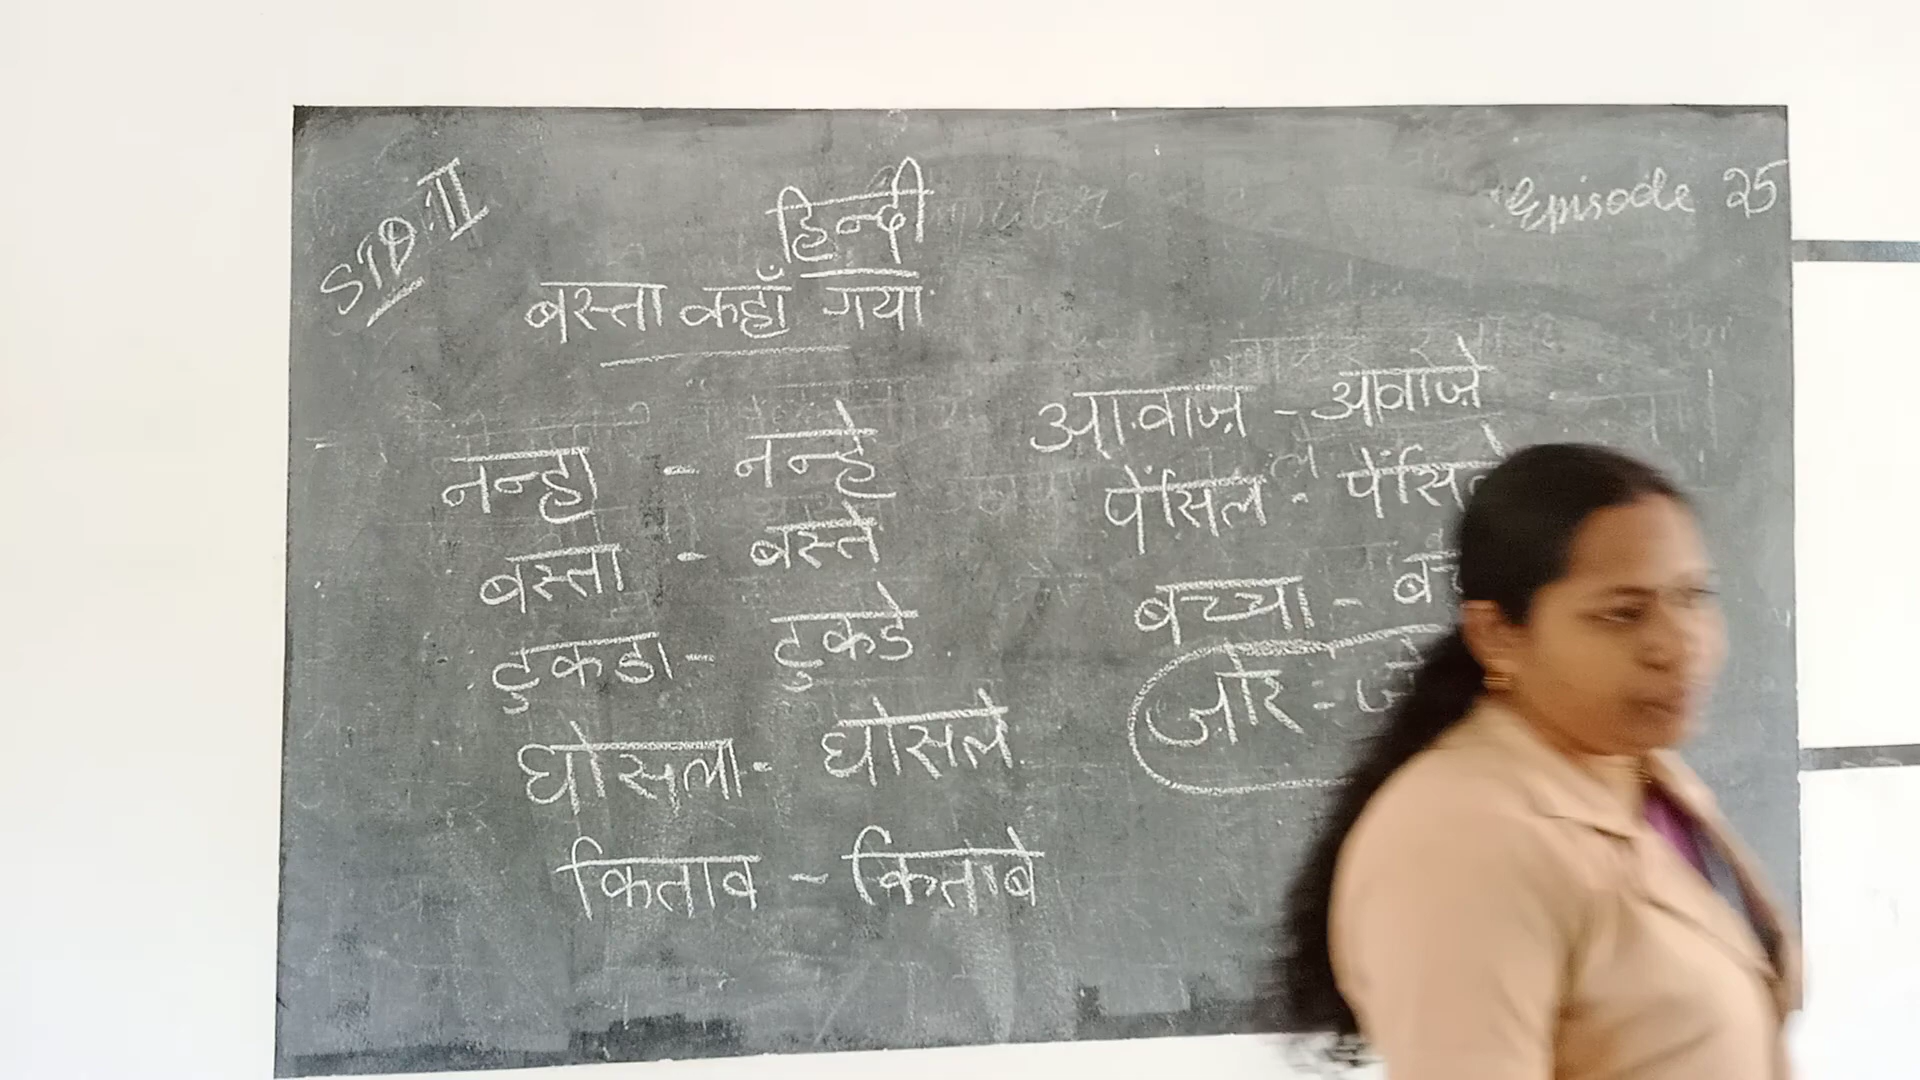 STD:II
हिन्दी
Episode 25
बस्ता कहाँ गया
नन्हा - नन्हे
बस्ता - बस्ते
टुकडा - टुकडे
घोसला - घोसले
किताब - किताबे
आवाज़ - आवाज़े
पेंसिल -
बच्चा -
ज़ोर -